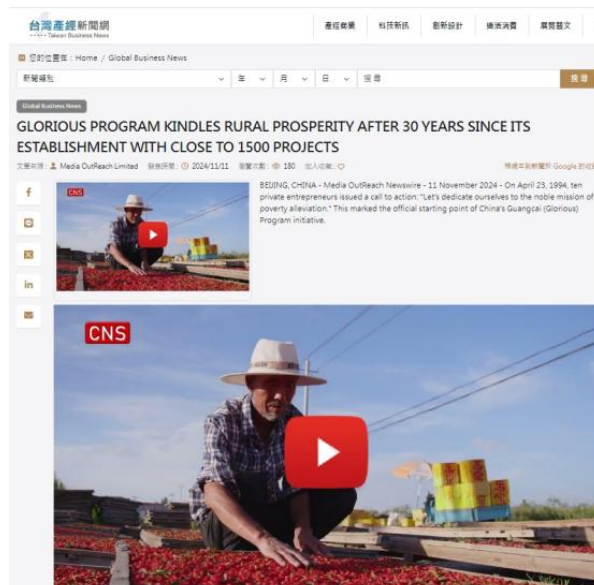 台灣產經新聞網
Taiwan Business News
產經商業
科技新訊
創新設計
樂活消費
展覽藝文
您的位置在 : Home / Global Business News
新聞類別
年
月
日
搜尋
搜尋
Global Business News
GLORIOUS PROGRAM KINDLES RURAL PROSPERITY AFTER 30 YEARS SINCE ITS
ESTABLISHMENT WITH CLOSE TO 1500 PROJECTS
Media OutReach Limited
2024/11/11
180
CNS
BEIJING, CHINA - Media OutReach Newswire - 11 November 2024 - On April 23, 1994, ten
private entrepreneurs issued a call to action: "Let's dedicate ourselves to the noble mission of
poverty alleviation." This marked the official starting point of China's Guangcai (Glorious)
Program initiative.
CNS